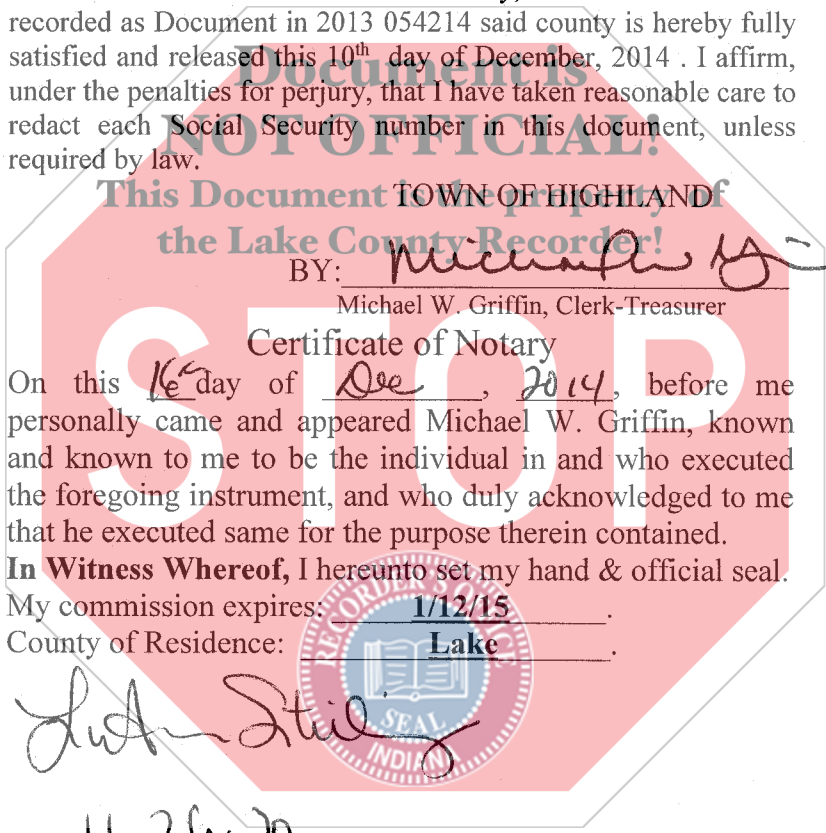 recorded as Document in 2013 054214 said county is hereby fully
satisfied and released this 10th day of December, 2014 . I affirm,
under the penalties for perjury, that I have taken reasonable care to
redact each Social Security number in this document, unless
required by law.
Document is
NOT OFFICIAL!
This Document is the property of
the Lake County Recorder!
TOWN OF HIGHLAND
BY:
Michael W. Griffin, Clerk-Treasurer
STOP
Certificate of Notary
On this 16th day of Dec, 2014, before me
personally came and appeared Michael W. Griffin, known
and known to me to be the individual in and who executed
the foregoing instrument, and who duly acknowledged to me
that he executed same for the purpose therein contained.
In Witness Whereof, I hereunto set my hand & official seal.
My commission expires: 1/12/15.
County of Residence: Lake.
RECORDER'S OFFICE
SEAL
INDIANA